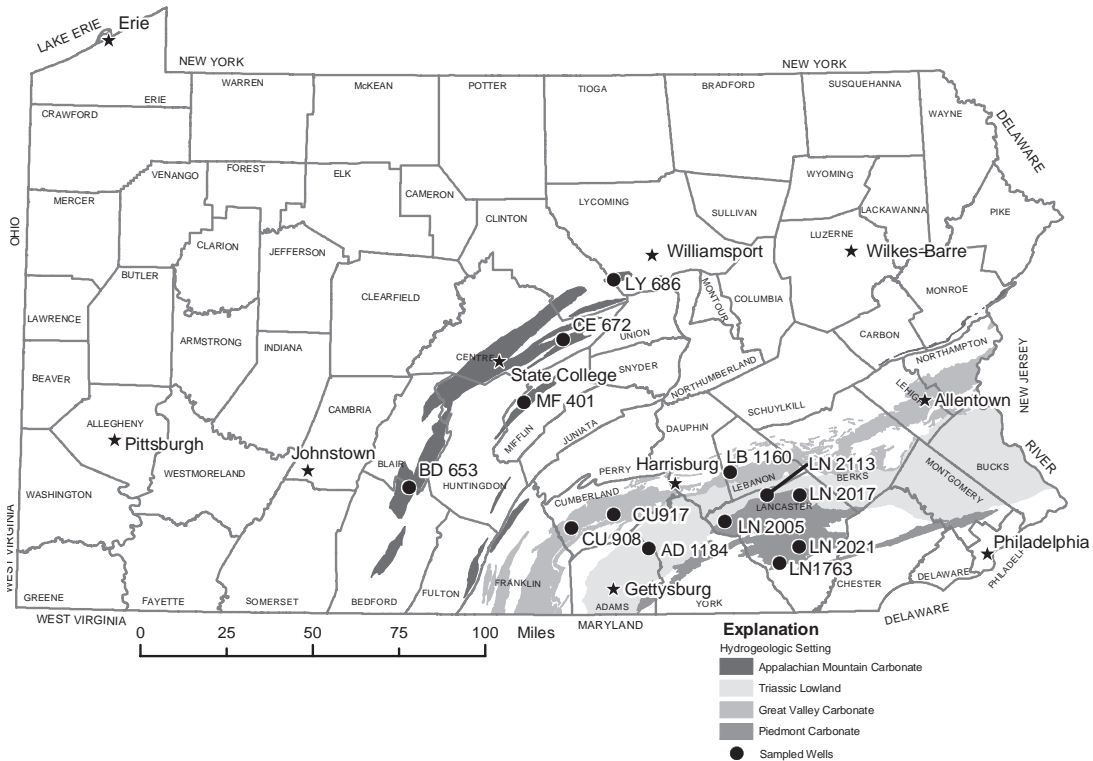 Erie
LAKE ERIE
NEW YORK
NEW YORK
WARREN
McKEAN
POTTER
TIOGA
BRADFORD
SUSQUEHANNA
ERIE
CRAWFORD
WAYNE
DELAWARE
VENANGO
FOREST
ELK
CAMERON
WYOMING
MERCER
LYCOMING
SULLIVAN
LACKAWANNA
PIKE
CLINTON
OHIO
CLARION
JEFFERSON
LUZERNE
Williamsport
Wilkes-Barre
BUTLER
LY 686
MONROE
CLEARFIELD
MONTOUR
COLUMBIA
LAWRENCE
CE 672
ARMSTRONG
INDIANA
UNION
CARBON
CENTRE
NORTHAMPTON
State College
SNYDER
BEAVER
NORTHUMBERLAND
LEHIGH
NEW JERSEY
MF 401
Allentown
CAMBRIA
SCHUYLKILL
ALLEGHENY
Pittsburgh
MIFFLIN
JUNIATA
DAUPHIN
RIVER
Johnstown
BLAIR
BD 653
PERRY
Harrisburg
LB 1160
LN 2113
WESTMORELAND
HUNTINGDON
LEBANON
BERKS
MONTGOMERY
BUCKS
WASHINGTON
CUMBERLAND
LN 2017
LANCASTER
CU917
LN 2005
CU 908
WEST VIRGINIA
AD 1184
LN 2021
Philadelphia
LN1763
PHILADELPHIA
FRANKLIN
CHESTER
DELAWARE
Gettysburg
GREENE
FAYETTE
SOMERSET
BEDFORD
FULTON
ADAMS
YORK
DELAWARE
WEST VIRGINIA
MARYLAND
0 25 50 75 100 Miles
Explanation
Hydrogeologic Setting
Appalachian Mountain Carbonate
Triassic Lowland
Great Valley Carbonate
Piedmont Carbonate
Sampled Wells